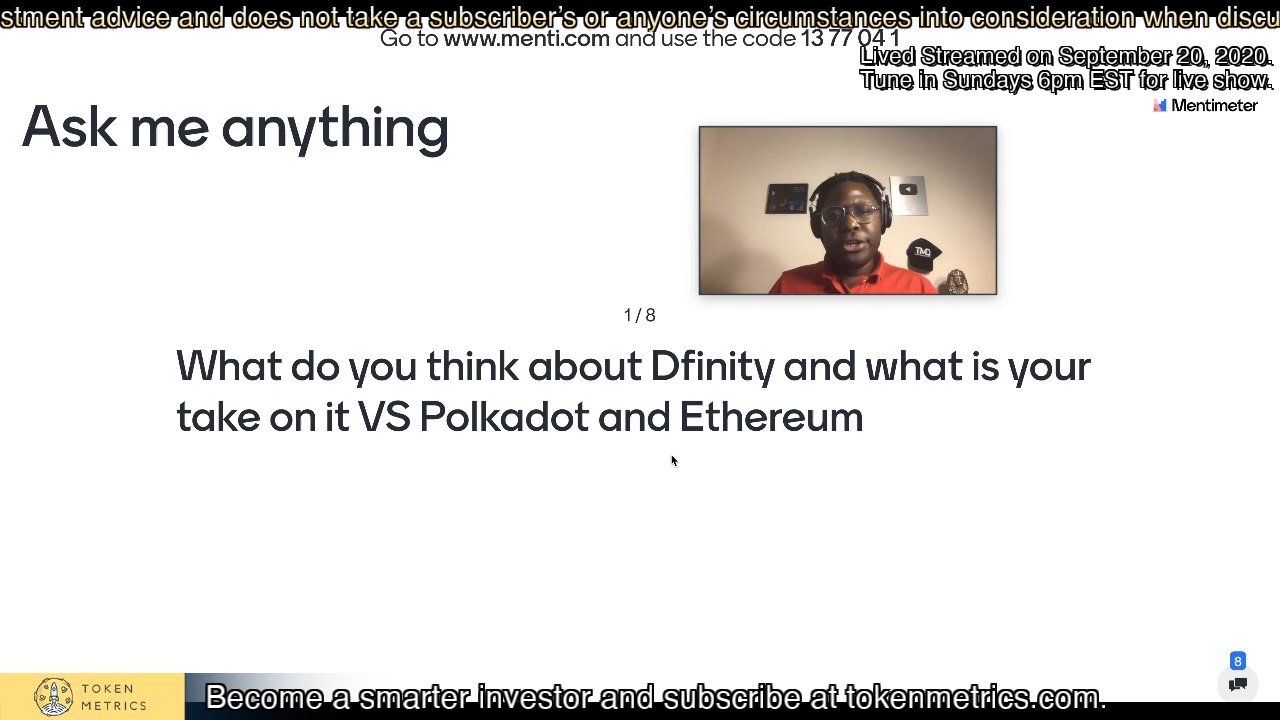 stment advice and does not take a subscriber's or anyone's circumstances into consideration when discu
Go to www.menti.com and use the code 13 77 04 1
Lived Streamed on September 20, 2020.
Tune in Sundays 6pm EST for live show.
Mentimeter
Ask me anything
TMQ
1 / 8
What do you think about Dfinity and what is your
take on it VS Polkadot and Ethereum
8
TOKEN
METRICS
Become a smarter investor and subscribe at tokenmetrics.com.